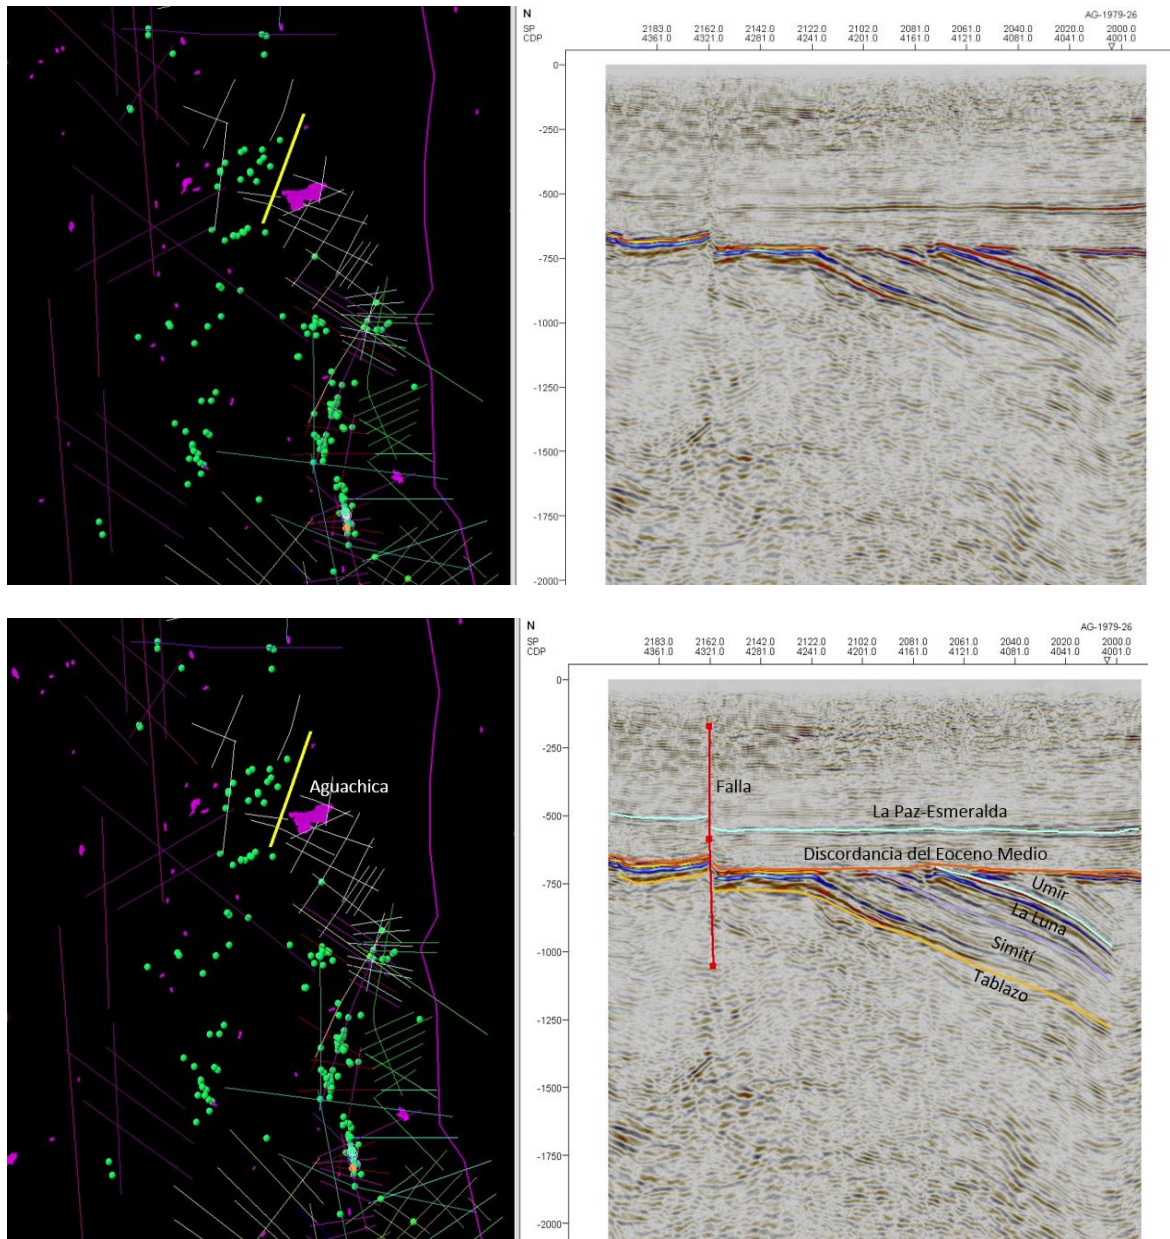 N
AG-1979-26
SP 2183.0 2162.0 2142.0 2122.0 2102.0 2081.0 2061.0 2040.0 2020.0 2000.0
CDP 4361.0 4321.0 4281.0 4241.0 4201.0 4161.0 4121.0 4081.0 4041.0 4001.0
0
-250
-500
-750
-1000
-1250
-1500
-1750
-2000
N
AG-1979-26
SP 2183.0 2162.0 2142.0 2122.0 2102.0 2081.0 2061.0 2040.0 2020.0 2000.0
CDP 4361.0 4321.0 4281.0 4241.0 4201.0 4161.0 4121.0 4081.0 4041.0 4001.0
0
-250
-500
-750
-1000
-1250
-1500
-1750
-2000
Aguachica
Falla
La Paz-Esmeralda
Discordancia del Eoceno Medio
Umir
La Luna
Simití
Tablazo